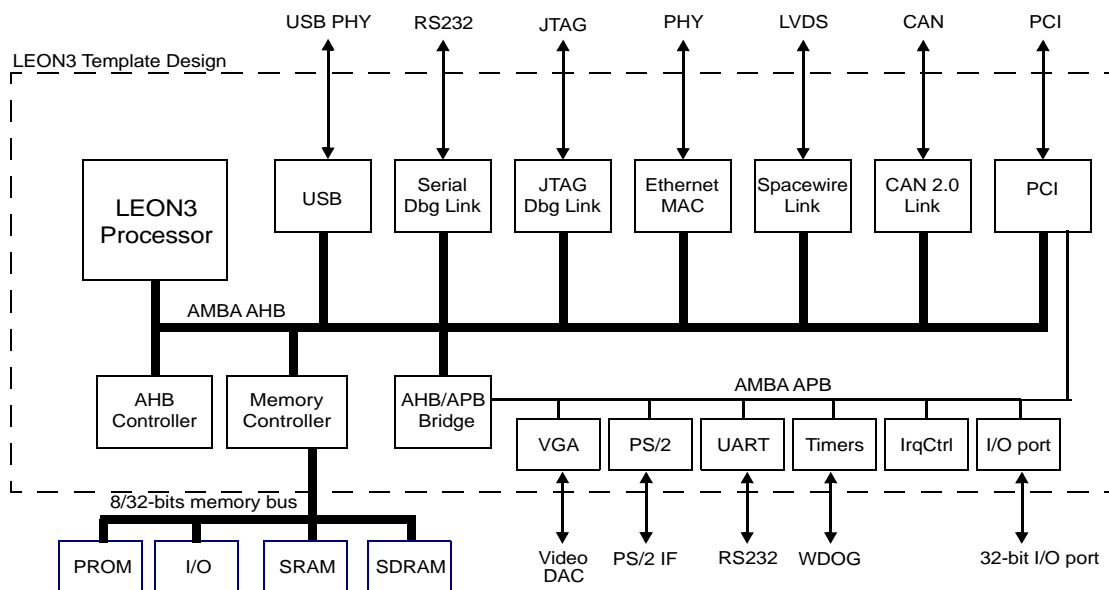 USB PHY
RS232
JTAG
PHY
LVDS
CAN
PCI
LEON3 Template Design
LEON3
Processor
USB
Serial
Dbg Link
JTAG
Dbg Link
Ethernet
MAC
Spacewire
Link
CAN 2.0
Link
PCI
AMBA AHB
AHB
Controller
Memory
Controller
AHB/APB
Bridge
AMBA APB
VGA
PS/2
UART
Timers
IrqCtrl
I/O port
8/32-bits memory bus
PROM
I/O
SRAM
SDRAM
Video
DAC
PS/2 IF
RS232
WDOG
32-bit I/O port